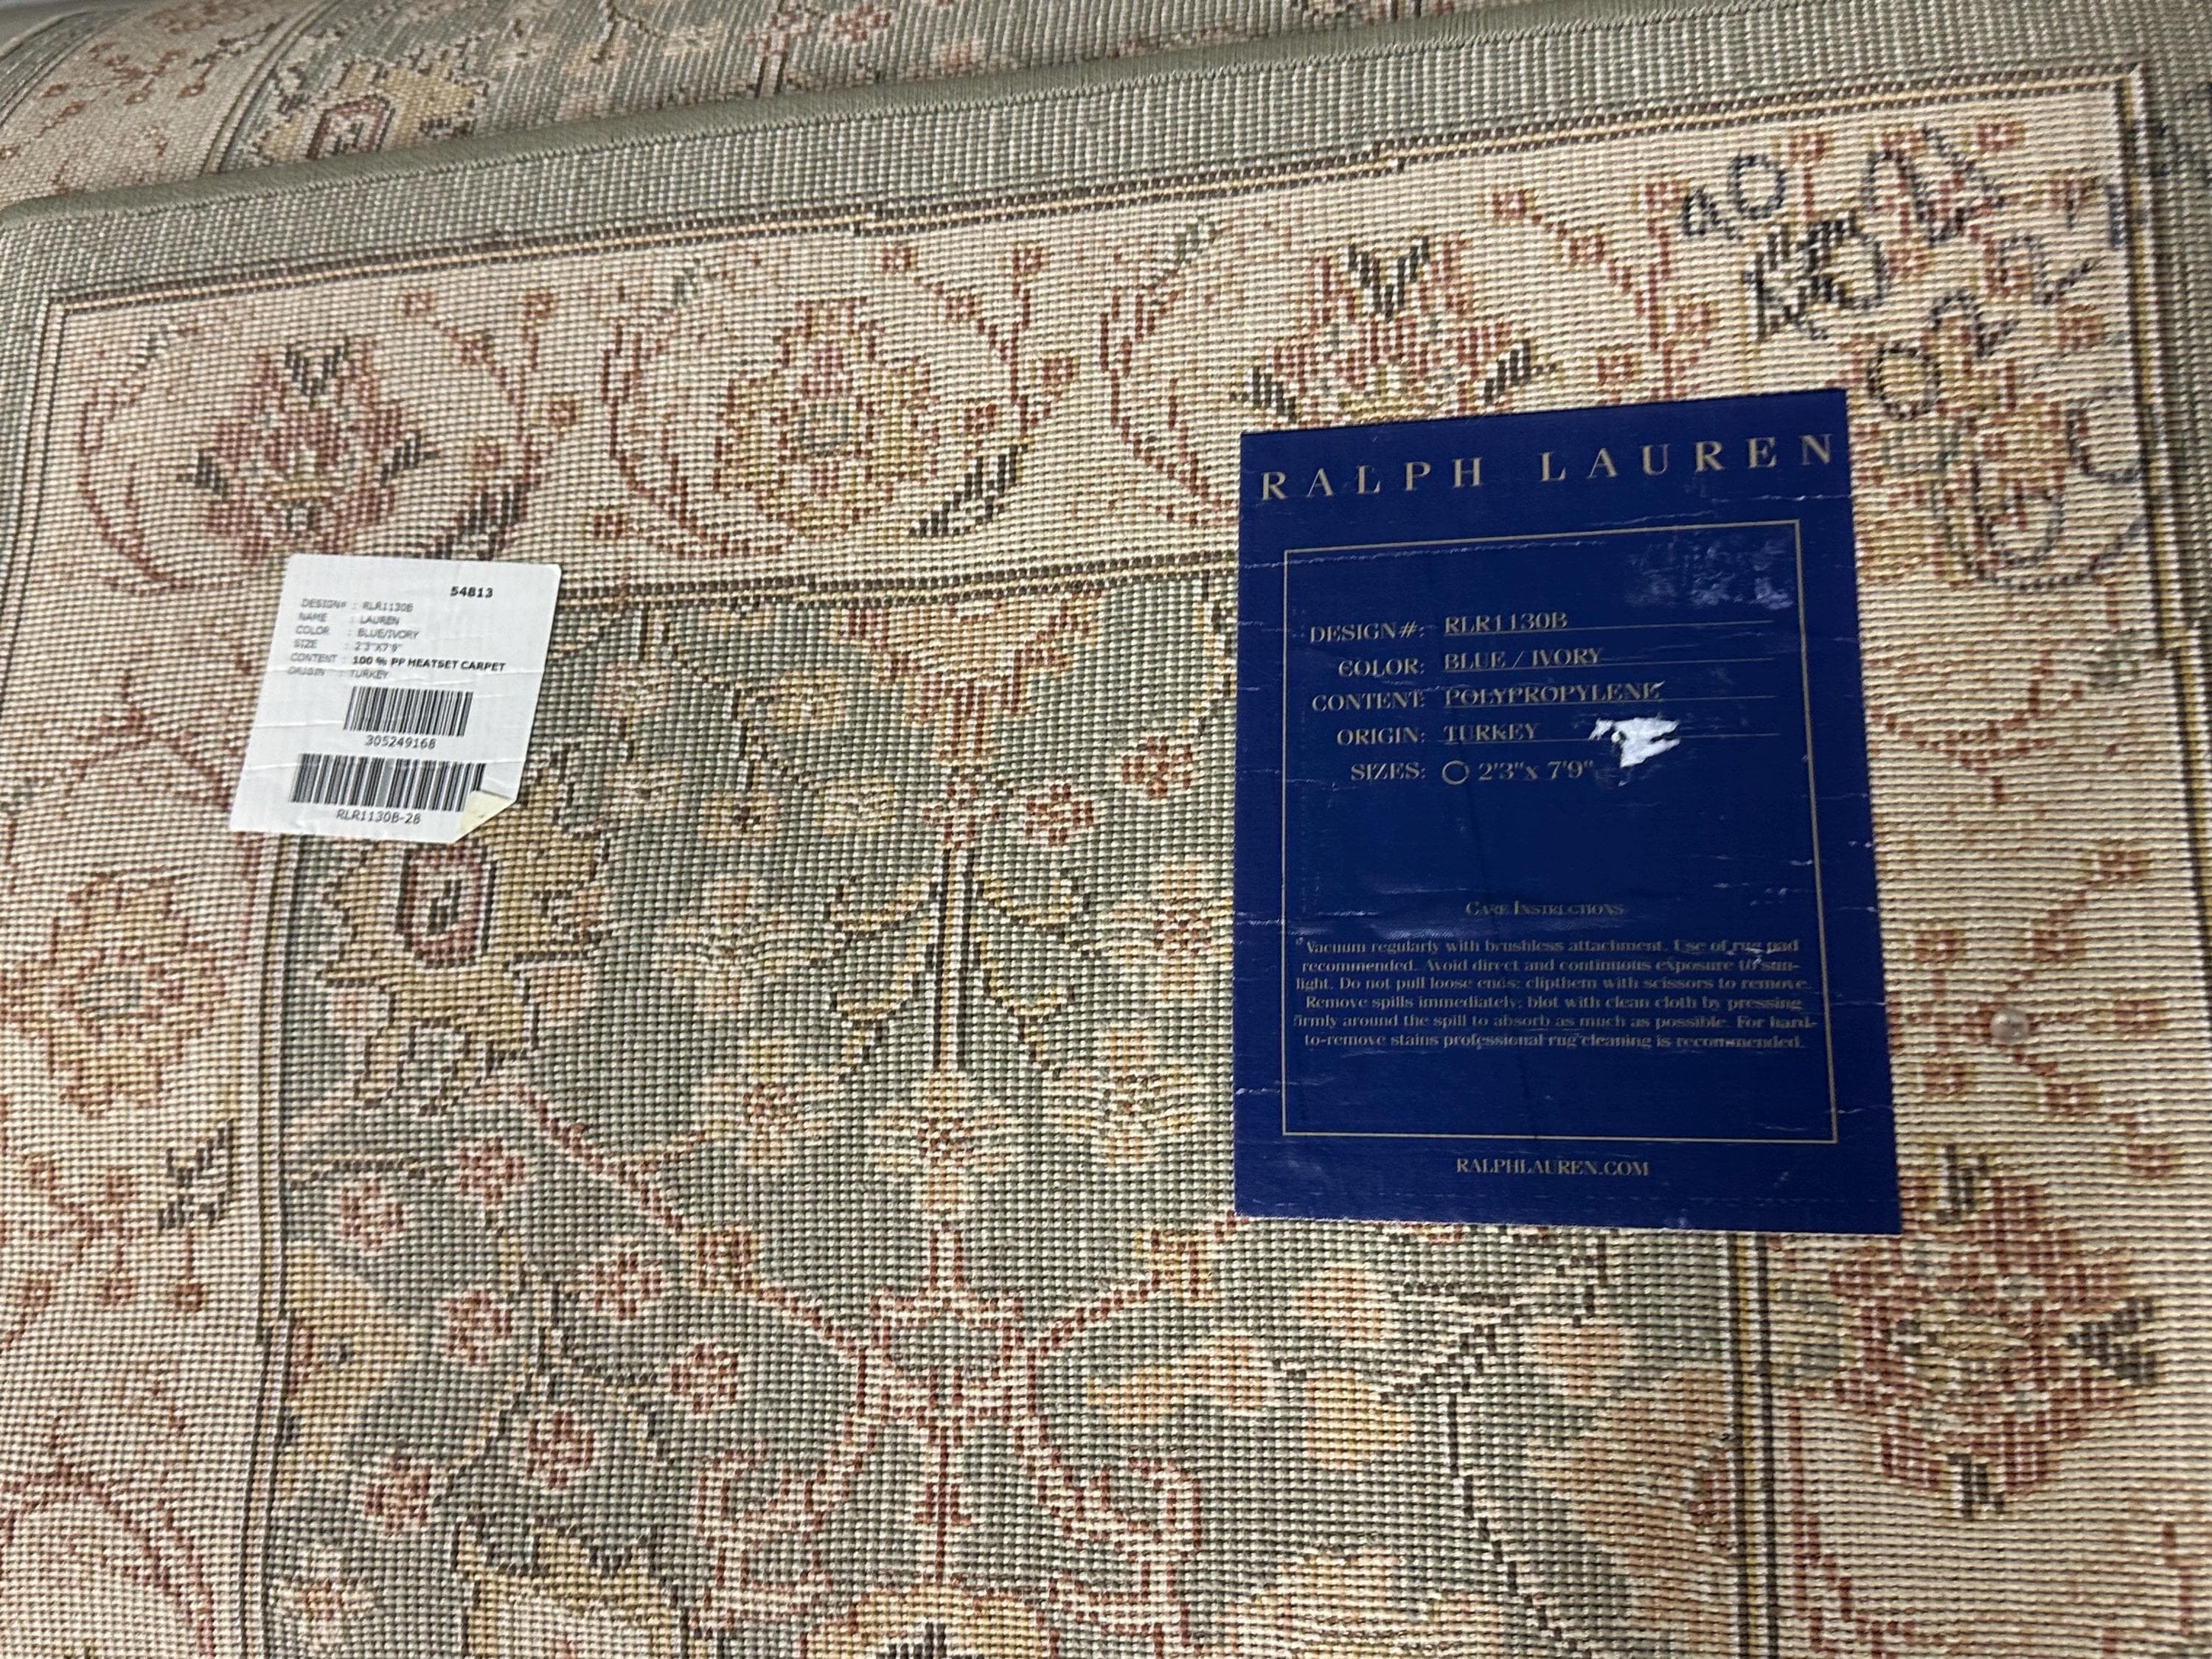 54813
DESIGN# : RLR1130B
NAME : LAUREN
COLOR : BLUE/IVORY
SIZE : 2'3"X7'9"
CONTENT : 100 % PP HEATSET CARPET
ORIGIN : TURKEY
305249168
RLR1130B-28
RALPH LAUREN
DESIGN#: RLR1130B
COLOR: BLUE / IVORY
CONTENT: POLYPROPYLENE
ORIGIN: TURKEY
SIZES: 2'3"x 7'9"
CARE INSTRUCTIONS
Vacuum regularly with brushless attachment. Use of rug pad
recommended. Avoid direct and continuous exposure to sun-
light. Do not pull loose ends; clipthem with scissors to remove.
Remove spills immediately; blot with clean cloth by pressing
firmly around the spill to absorb as much as possible. For hard-
to-remove stains professional rug cleaning is recommended.
RALPHLAUREN.COM